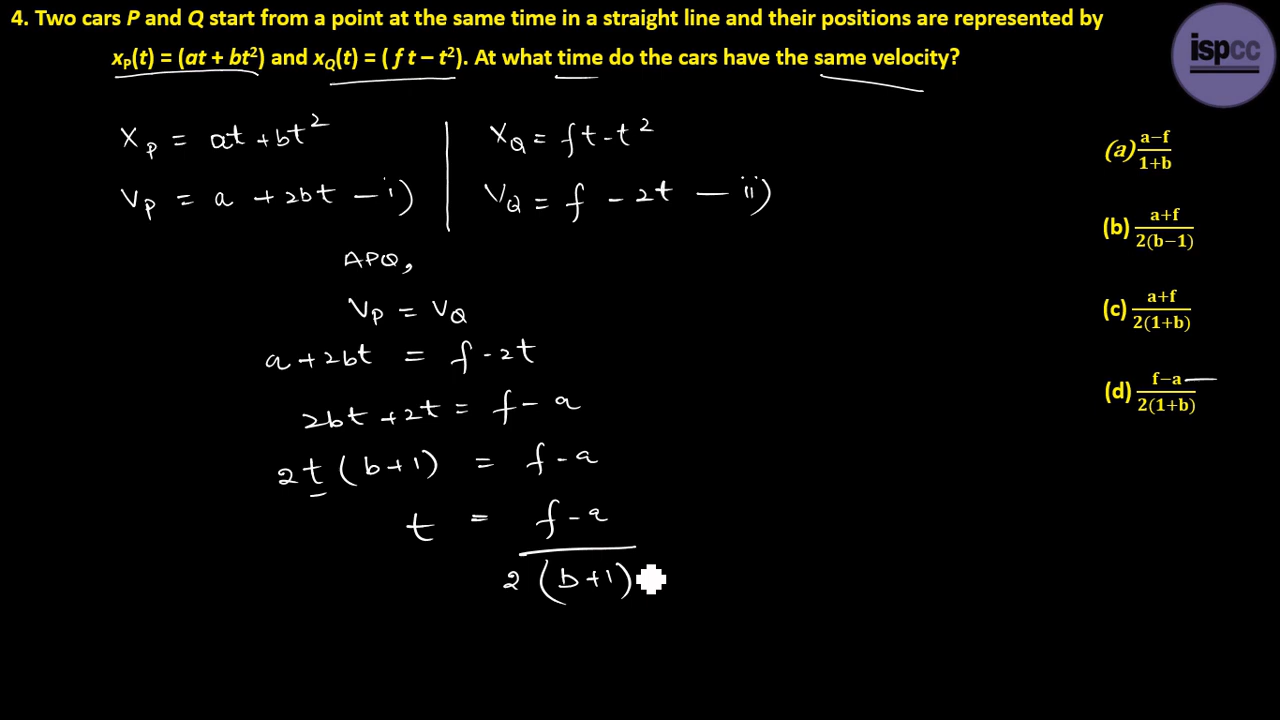 4. Two cars P and Q start from a point at the same time in a straight line and their positions are represented by
xP(t) = (at + bt²) and xQ(t) = ( f t – t²). At what time do the cars have the same velocity?
ispcc
xP = at + bt²
xQ = ft - t²
vP = a + 2bt - i)
vQ = f - 2t - ii)
APQ,
VP = VQ
a + 2bt = f - 2t
2bt + 2t = f - a
2t (b + 1) = f - a
t = f - a
2 (b + 1)
(a) a−f
1+b
(b) a+f
2(b−1)
(c) a+f
2(1+b)
(d) f−a
2(1+b)